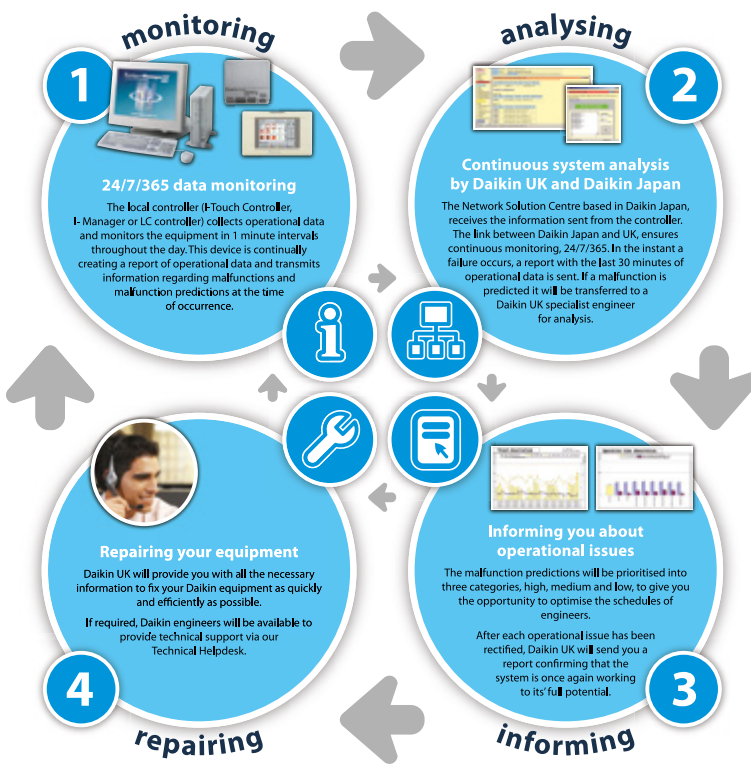 monitoring
1
24/7/365 data monitoring
The local controller (I-Touch Controller,
I- Manager or LC controller) collects operational data
and monitors the equipment in 1 minute intervals
throughout the day. This device is continually
creating a report of operational data and transmits
information regarding malfunctions and
malfunction predictions at the time
of occurrence.
analysing
2
Continuous system analysis
by Daikin UK and Daikin Japan
The Network Solution Centre based in Daikin Japan,
receives the information sent from the controller.
The link between Daikin Japan and UK, ensures
continuous monitoring, 24/7/365. In the instant a
failure occurs, a report with the last 30 minutes of
operational data is sent. If a malfunction is
predicted it will be transferred to a
Daikin UK specialist engineer
for analysis.
Informing you about
operational issues
The malfunction predictions will be prioritised into
three categories, high, medium and low, to give you
the opportunity to optimise the schedules of
engineers.
After each operational issue has been
rectified, Daikin UK will send you a
report confirming that the
system is once again working
to its' full potential.
3
informing
Repairing your equipment
Daikin UK will provide you with all the necessary
information to fix your Daikin equipment as quickly
and efficiently as possible.
If required, Daikin engineers will be available to
provide technical support via our
Technical Helpdesk.
4
repairing